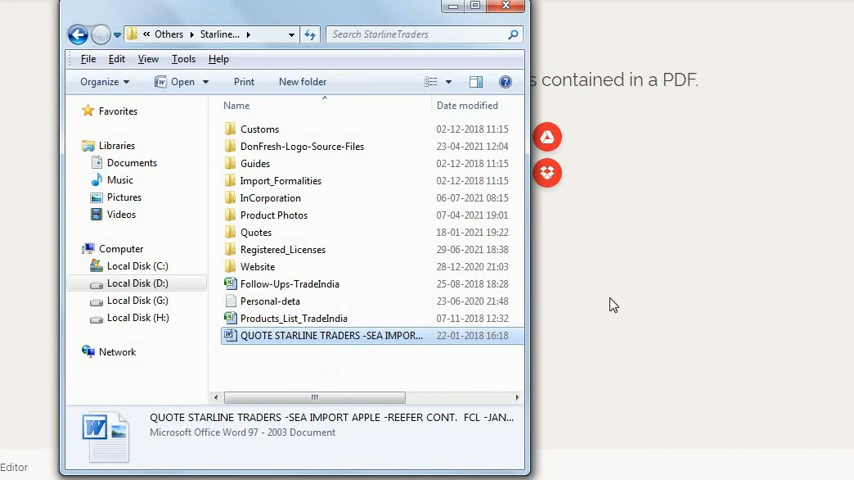 Others
Starline...
Search StarlineTraders
File Edit View Tools Help
s contained in a PDF.
Organize Open Print New folder
Name Date modified
Favorites
Libraries
Documents
Music
Pictures
Videos
Computer
Local Disk (C:)
Local Disk (D:)
Local Disk (G:)
Local Disk (H:)
Network
Customs 02-12-2018 11:15
DonFresh-Logo-Source-Files 23-04-2021 12:04
Guides 02-12-2018 11:15
Import_Formalities 02-12-2018 11:15
InCorporation 06-07-2021 08:15
Product Photos 07-04-2021 19:01
Quotes 18-01-2021 19:22
Registered_Licenses 29-06-2021 18:38
Website 28-12-2020 21:03
Follow-Ups-TradeIndia 25-08-2018 18:28
Personal-deta 23-06-2020 21:48
Products_List_TradeIndia 07-11-2018 12:32
QUOTE STARLINE TRADERS -SEA IMPOR... 22-01-2018 16:18
QUOTE STARLINE TRADERS -SEA IMPORT APPLE -REEFER CONT. FCL -JAN...
Microsoft Office Word 97 - 2003 Document
Editor